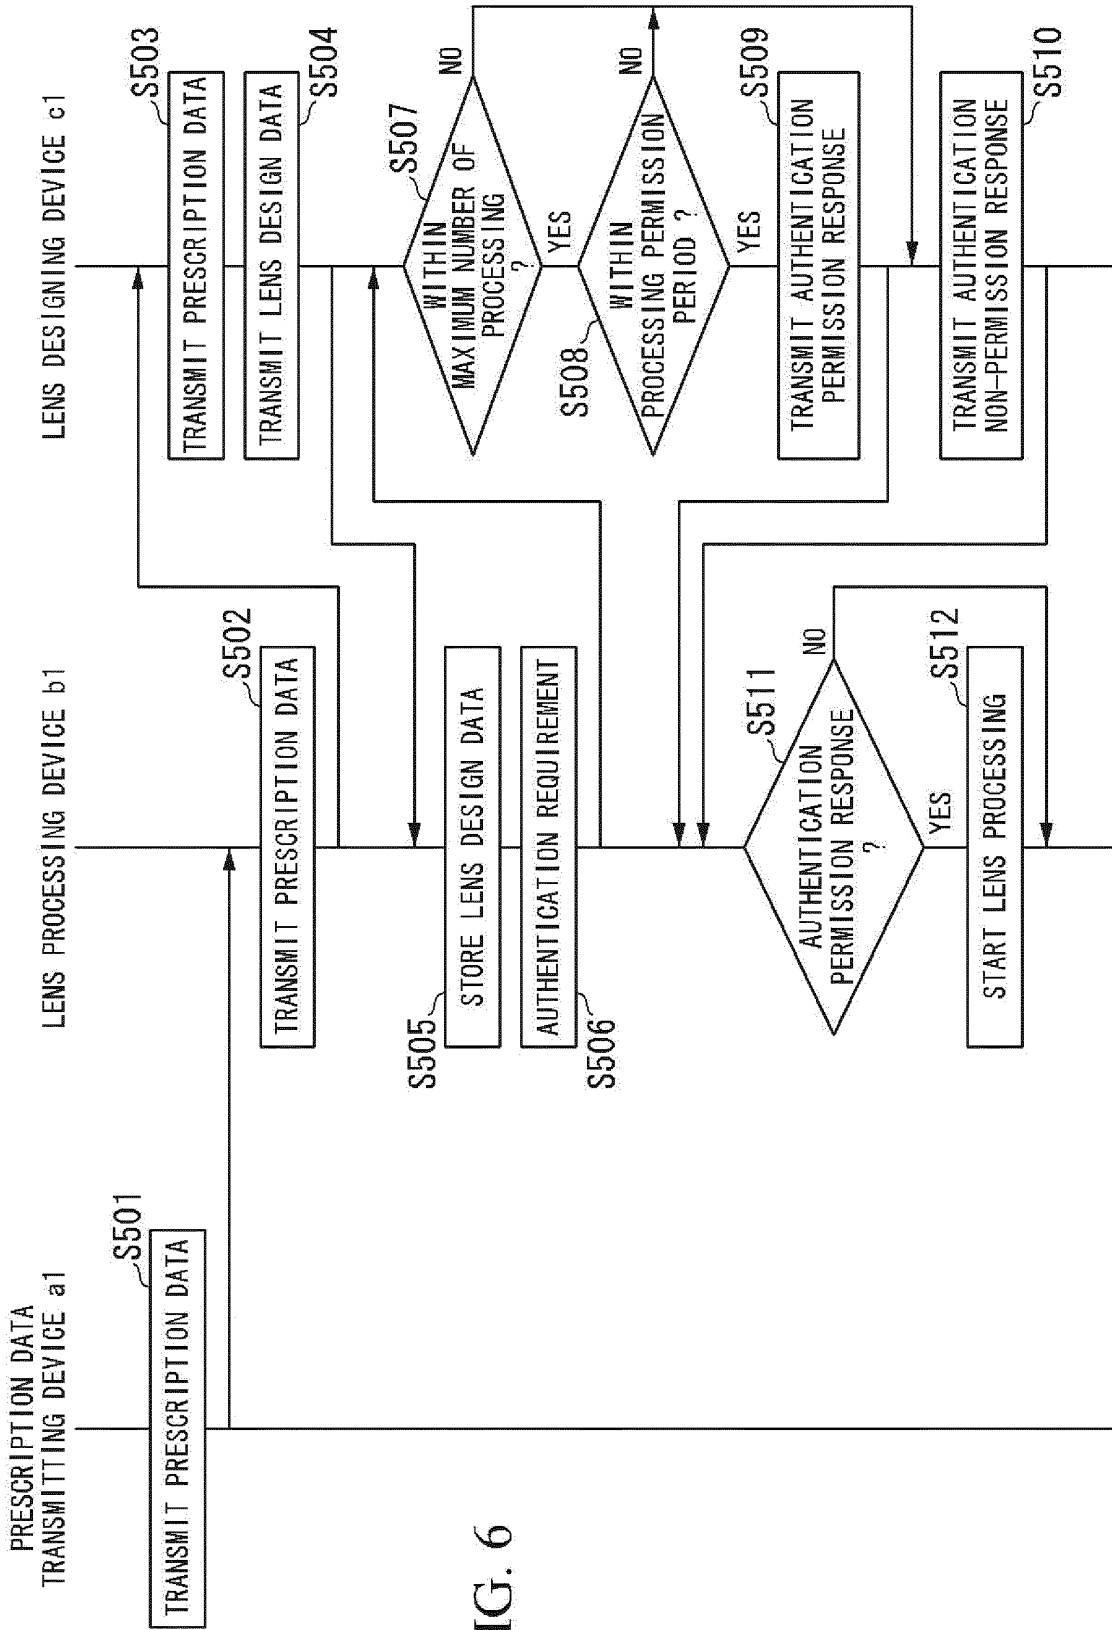 PRESCRIPTION DATA
TRANSMITTING DEVICE a1
LENS PROCESSING DEVICE b1
LENS DESIGNING DEVICE c1
S501
TRANSMIT PRESCRIPTION DATA
S502
TRANSMIT PRESCRIPTION DATA
S503
TRANSMIT PRESCRIPTION DATA
S504
TRANSMIT LENS DESIGN DATA
S505
STORE LENS DESIGN DATA
S506
AUTHENTICATION REQUIREMENT
S507
WITHIN
MAXIMUM NUMBER OF
PROCESSING
?
NO
YES
S508
WITHIN
PROCESSING PERMISSION
PERIOD ?
NO
YES
S509
TRANSMIT AUTHENTICATION
PERMISSION RESPONSE
S510
TRANSMIT AUTHENTICATION
NON-PERMISSION RESPONSE
S511
AUTHENTICATION
PERMISSION RESPONSE
?
NO
YES
S512
START LENS PROCESSING
[G. 6